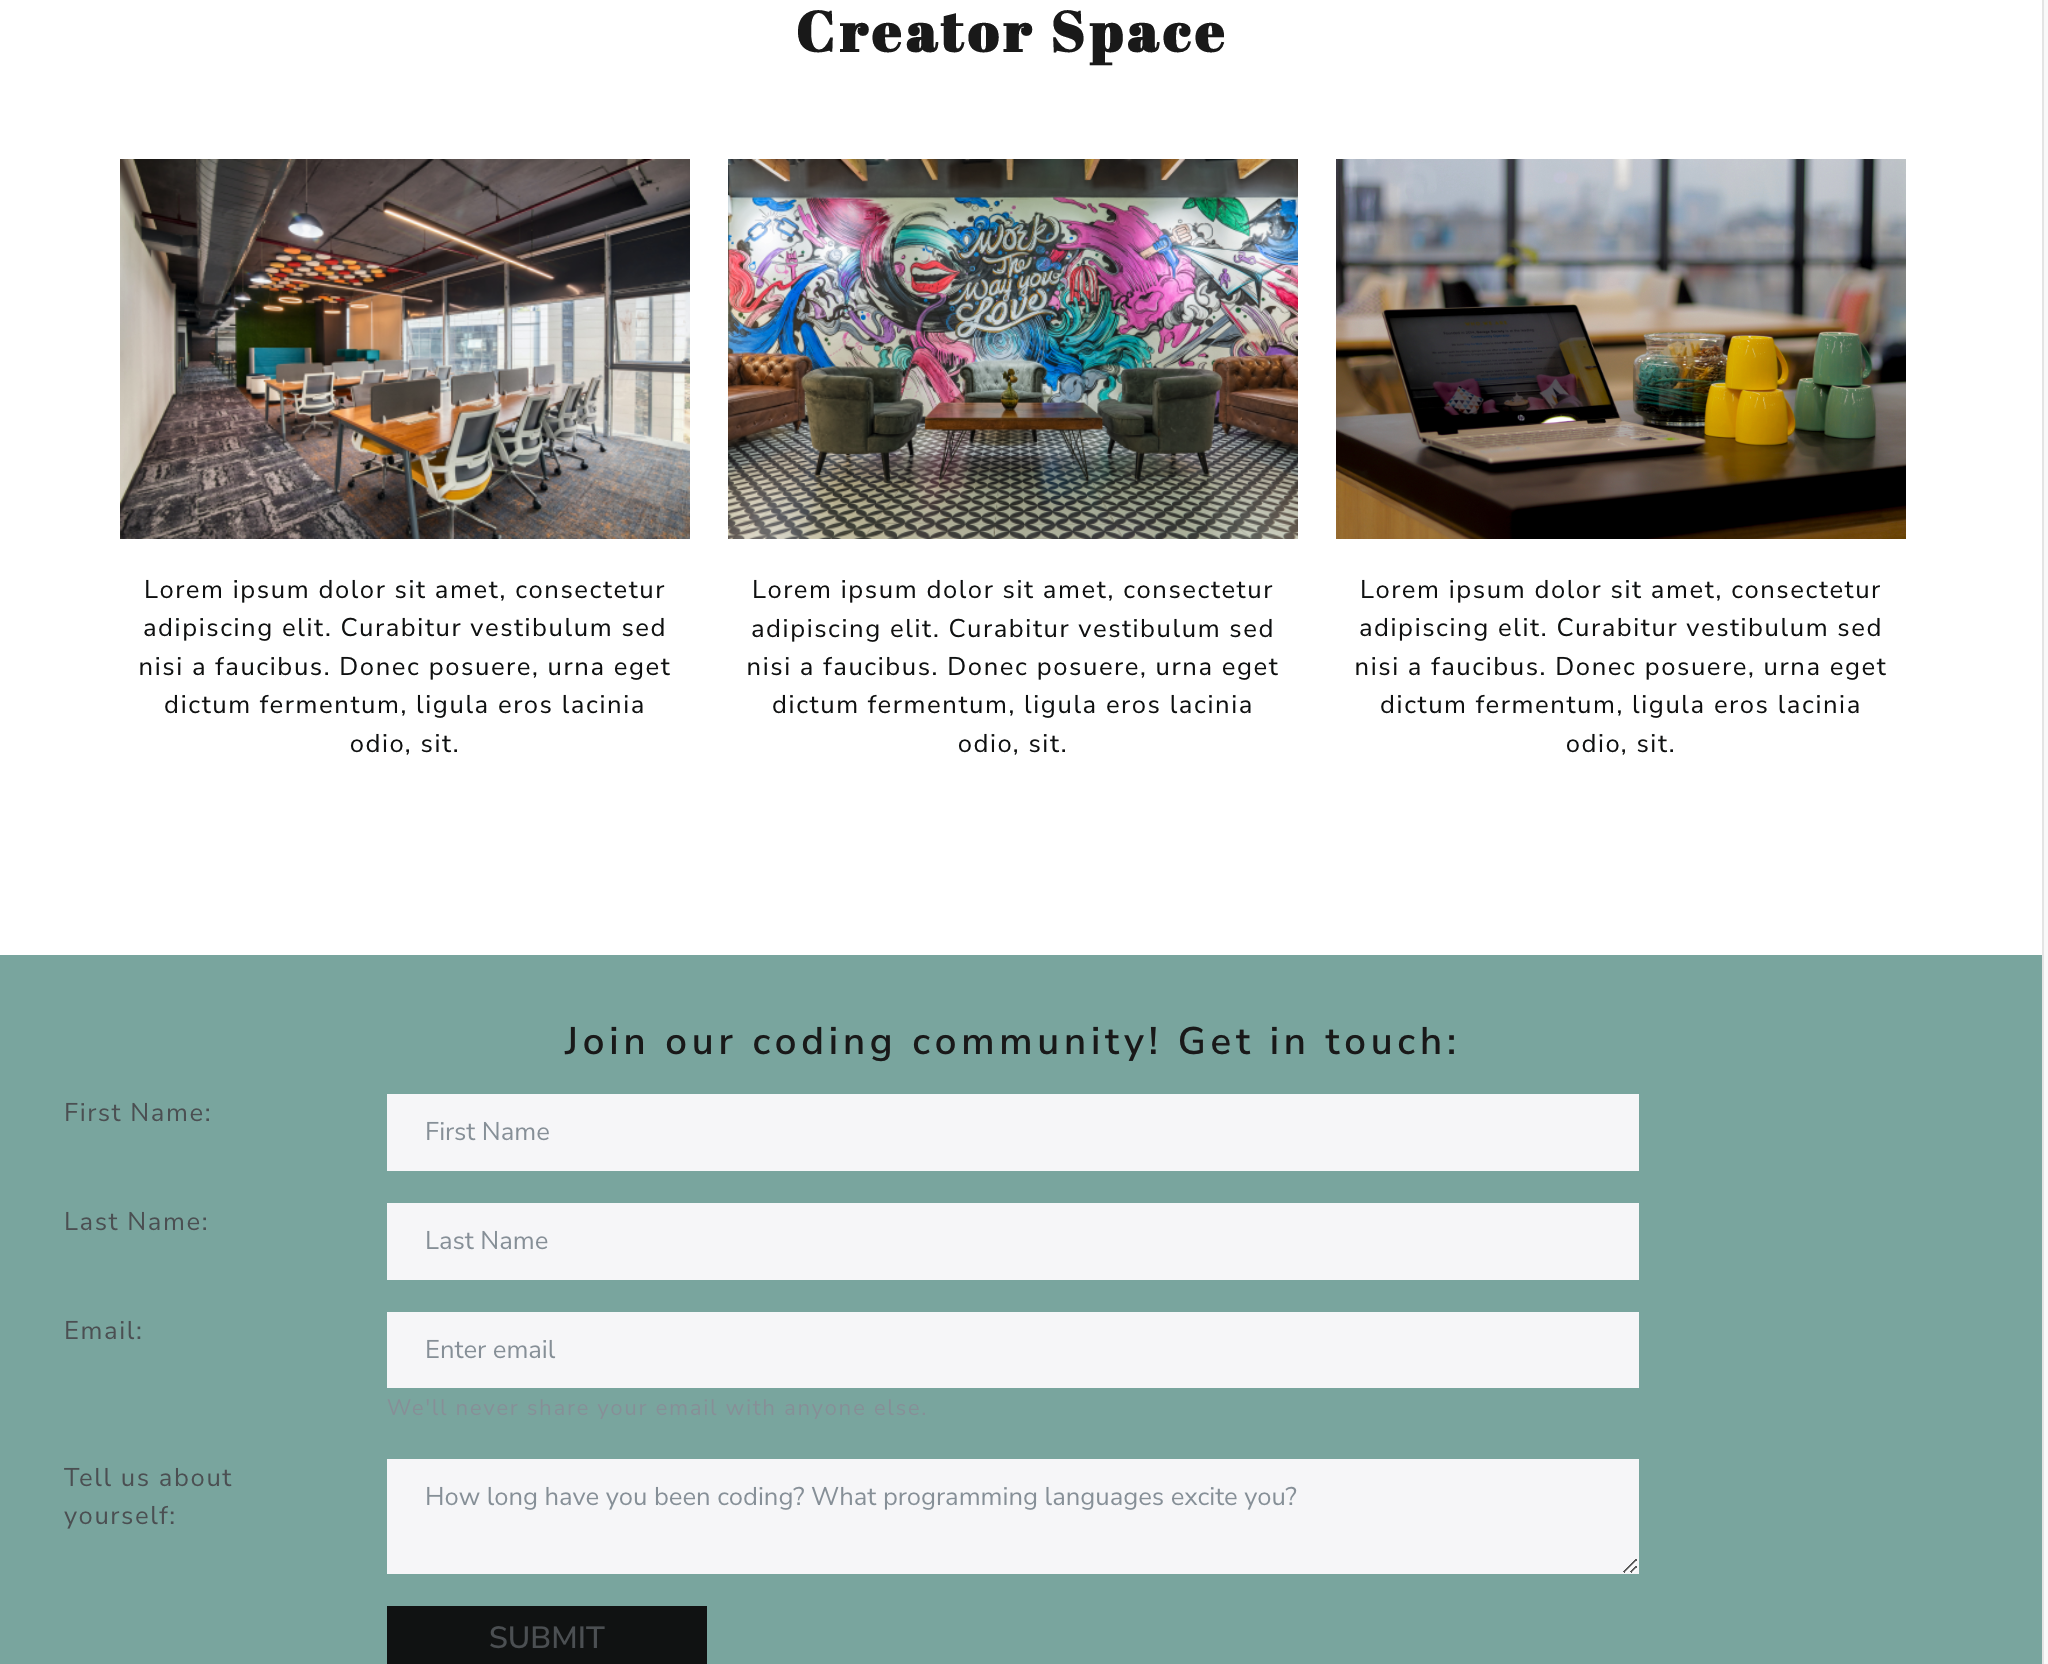 Creator Space
Work
The
way you
Love
Lorem ipsum dolor sit amet, consectetur
adipiscing elit. Curabitur vestibulum sed
nisi a faucibus. Donec posuere, urna eget
dictum fermentum, ligula eros lacinia
odio, sit.
Lorem ipsum dolor sit amet, consectetur
adipiscing elit. Curabitur vestibulum sed
nisi a faucibus. Donec posuere, urna eget
dictum fermentum, ligula eros lacinia
odio, sit.
Lorem ipsum dolor sit amet, consectetur
adipiscing elit. Curabitur vestibulum sed
nisi a faucibus. Donec posuere, urna eget
dictum fermentum, ligula eros lacinia
odio, sit.
Join our coding community! Get in touch:
First Name:
First Name
Last Name:
Last Name
Email:
Enter email
We'll never share your email with anyone else.
Tell us about
yourself:
How long have you been coding? What programming languages excite you?
SUBMIT